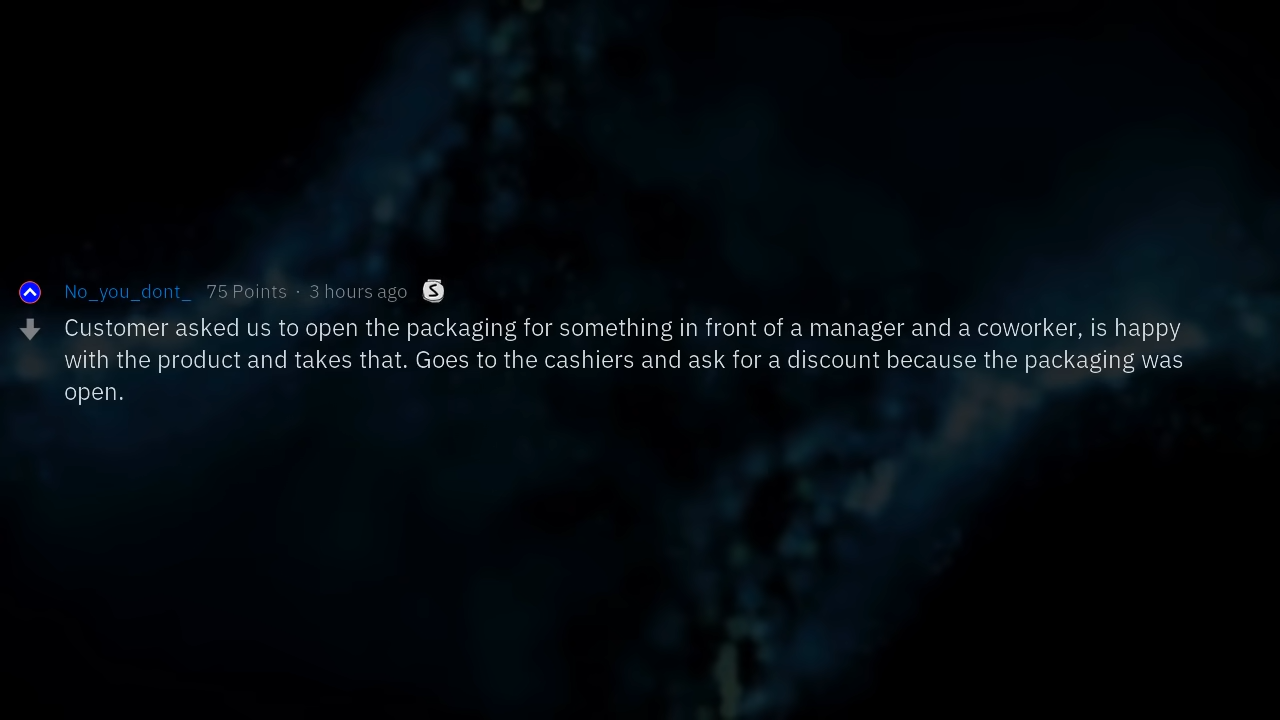 No_you_dont_ 75 Points · 3 hours ago S
Customer asked us to open the packaging for something in front of a manager and a coworker, is happy
with the product and takes that. Goes to the cashiers and ask for a discount because the packaging was
open.